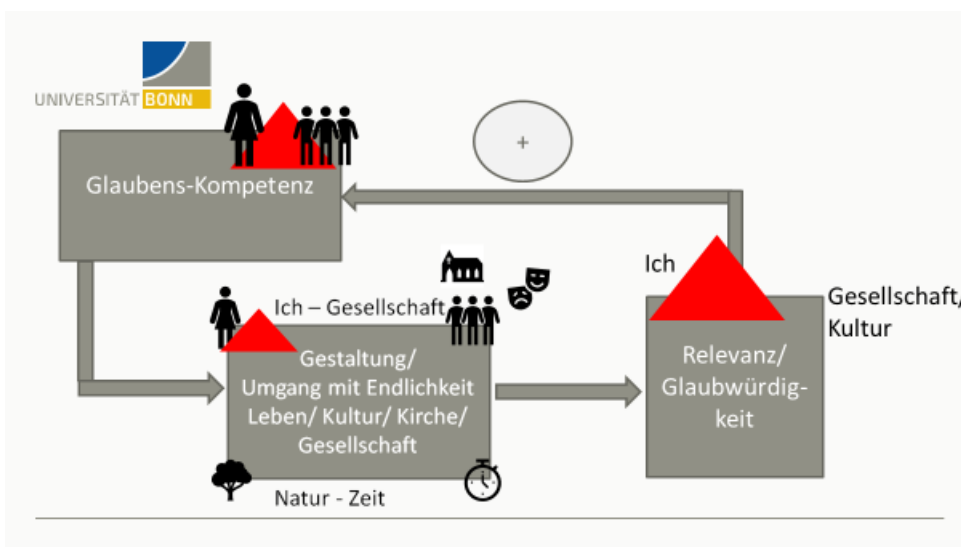 UNIVERSITÄT BONN
Glaubens-Kompetenz
+
Ich
Gesellschaft/
Kultur
Ich – Gesellschaft
Gestaltung/
Umgang mit Endlichkeit
Leben/ Kultur/ Kirche/
Gesellschaft
Relevanz/
Glaubwürdig-
keit
Natur - Zeit